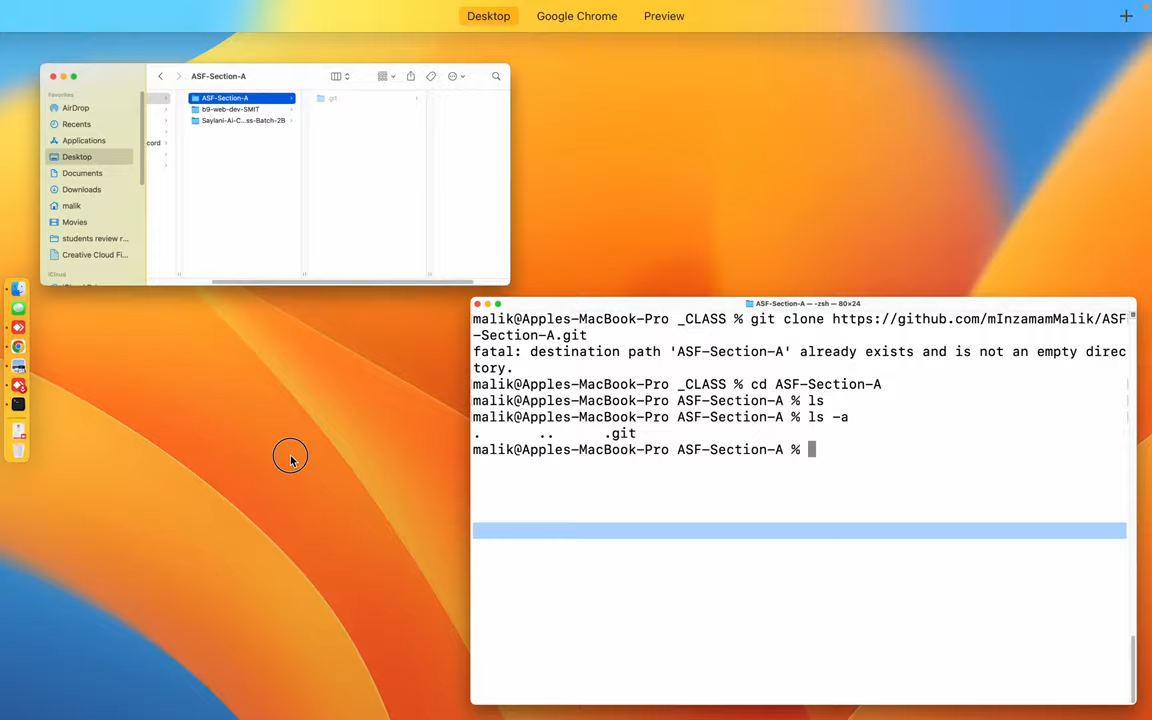 Desktop Google Chrome Preview
ASF-Section-A
Favorites
AirDrop
Recents
Applications
Desktop
Documents
Downloads
malik
Movies
students review r...
Creative Cloud Fi...
iCloud
cord
ASF-Section-A
b9-web-dev-SMIT
Saylani-Ai-C...ss-Batch-2B
.git
ASF-Section-A — -zsh — 80×24
malik@Apples-MacBook-Pro _CLASS % git clone https://github.com/mInzamamMalik/ASF
-Section-A.git
fatal: destination path 'ASF-Section-A' already exists and is not an empty direc
tory.
malik@Apples-MacBook-Pro _CLASS % cd ASF-Section-A
malik@Apples-MacBook-Pro ASF-Section-A % ls
malik@Apples-MacBook-Pro ASF-Section-A % ls -a
. .. .git
malik@Apples-MacBook-Pro ASF-Section-A %